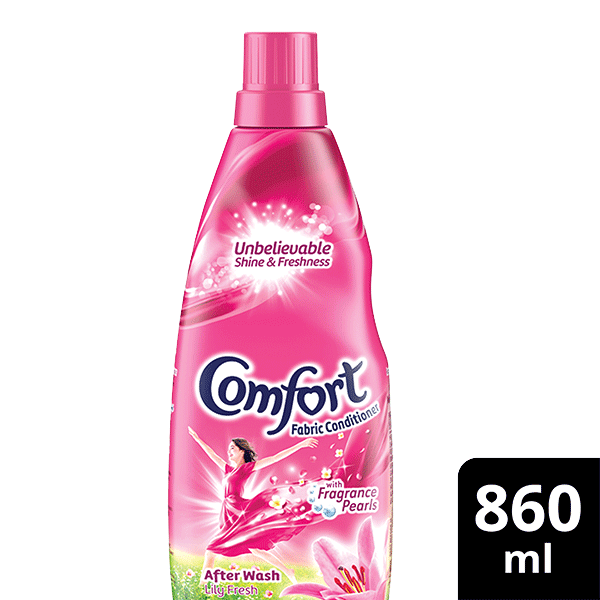 Unbelievable
Shine & Freshness
Comfort
Fabric Conditioner
with
Fragrance
Pearls
After Wash
Lily Fresh
860
ml